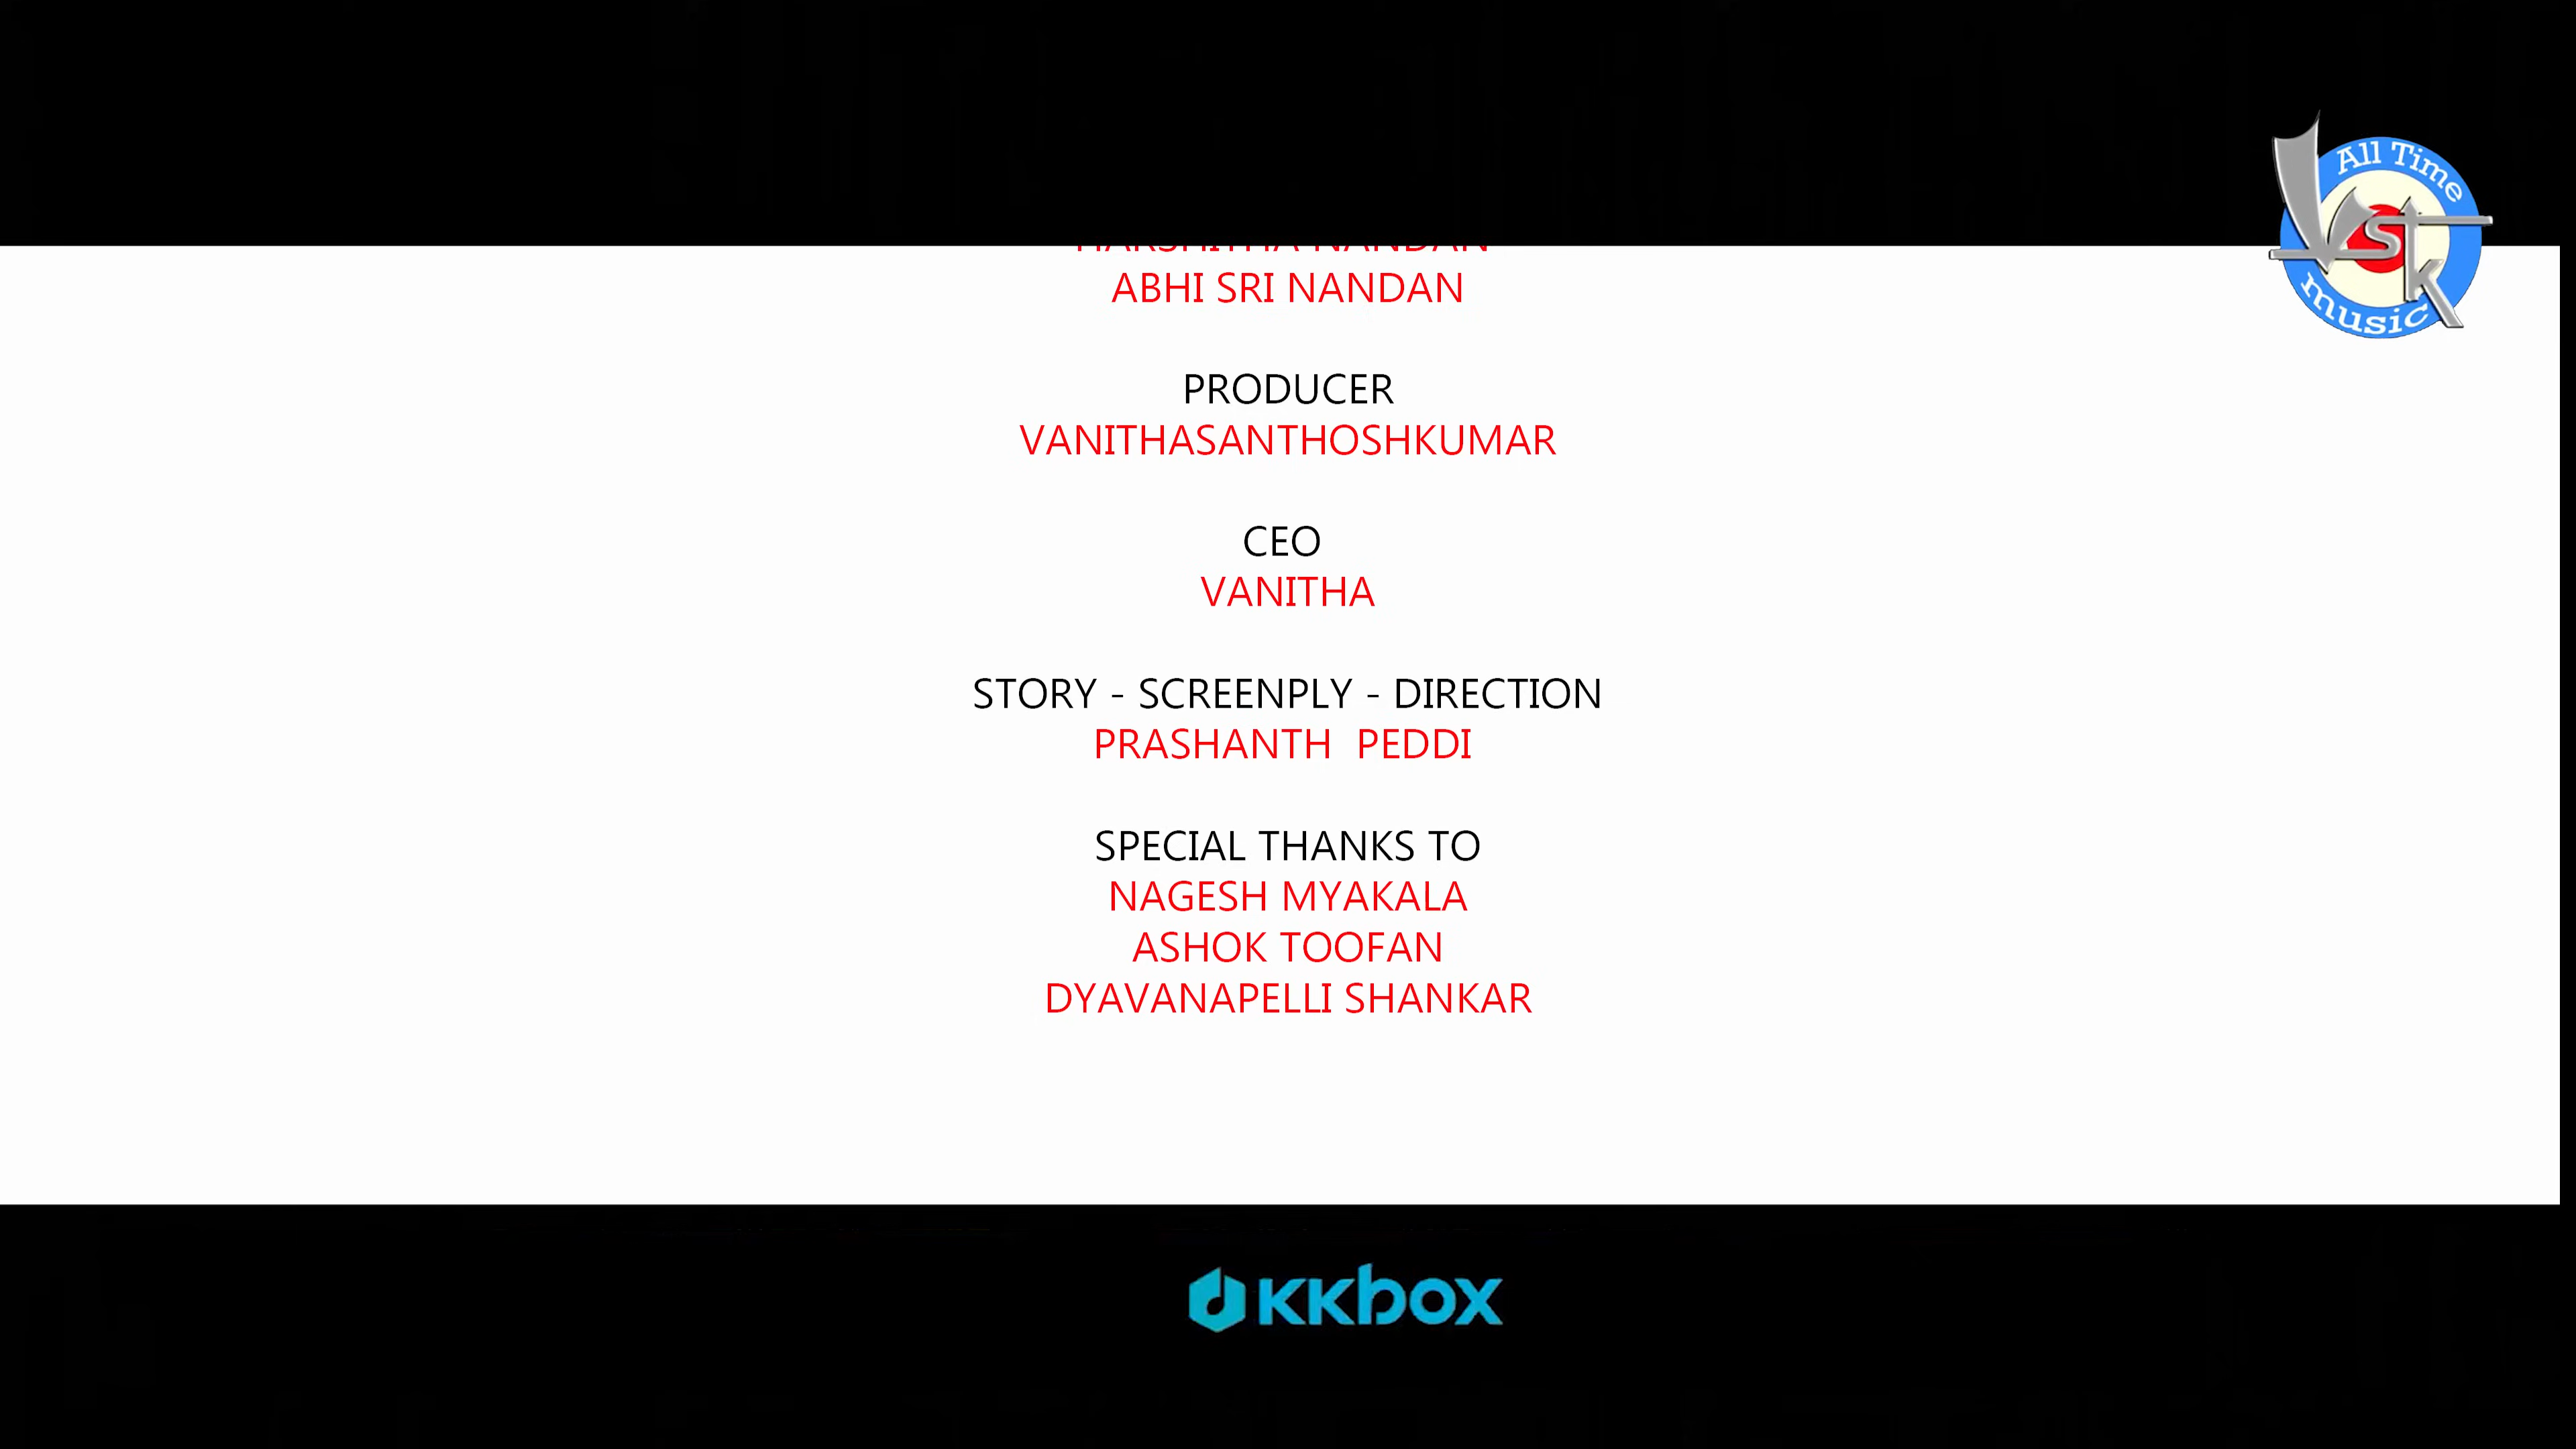 ABHI SRI NANDAN
PRODUCER
VANITHASANTHOSHKUMAR
CEO
VANITHA
STORY - SCREENPLY - DIRECTION
PRASHANTH  PEDDI
SPECIAL THANKS TO
NAGESH MYAKALA
ASHOK TOOFAN
DYAVANAPELLI SHANKAR
All Time
Vstk
music
KKbox